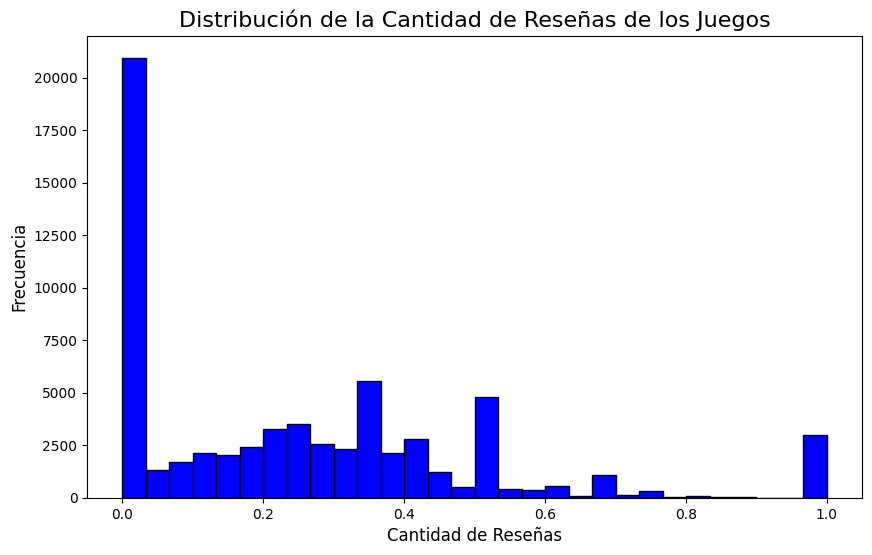 Distribución de la Cantidad de Reseñas de los Juegos
20000
17500
15000
12500
10000
7500
5000
2500
0
Frecuencia
0.0 0.2 0.4 0.6 0.8 1.0
Cantidad de Reseñas